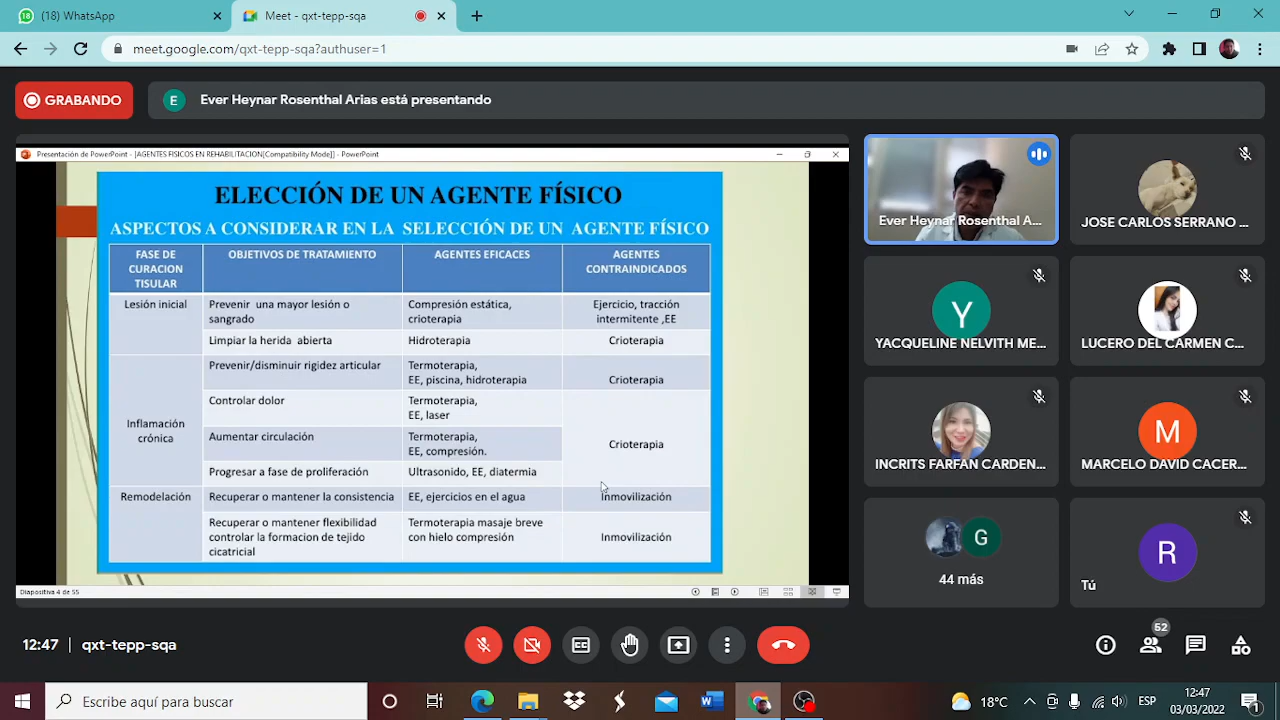 (18) WhatsApp
Meet - qxt-tepp-sqa
meet.google.com/qxt-tepp-sqa?authuser=1
GRABANDO
E
Ever Heynar Rosenthal Arias está presentando
Presentación de PowerPoint - [AGENTES FISICOS EN REHABILITACION[Compatibility Mode]] - PowerPoint
ELECCIÓN DE UN AGENTE FÍSICO
ASPECTOS A CONSIDERAR EN LA SELECCIÓN DE UN AGENTE FÍSICO
FASE DE
CURACION
TISULAR
OBJETIVOS DE TRATAMIENTO
AGENTES EFICACES
AGENTES
CONTRAINDICADOS
Lesión inicial
Prevenir una mayor lesión o
sangrado
Compresión estática,
crioterapia
Ejercicio, tracción
intermitente ,EE
Limpiar la herida abierta
Hidroterapia
Crioterapia
Inflamación
crónica
Prevenir/disminuir rigidez articular
Termoterapia,
EE, piscina, hidroterapia
Crioterapia
Controlar dolor
Termoterapia,
EE, laser
Crioterapia
Aumentar circulación
Termoterapia,
EE, compresión.
Progresar a fase de proliferación
Ultrasonido, EE, diatermia
Remodelación
Recuperar o mantener la consistencia
EE, ejercicios en el agua
Inmovilización
Recuperar o mantener flexibilidad
controlar la formacion de tejido
cicatricial
Termoterapia masaje breve
con hielo compresión
Inmovilización
Diapositiva 4 de 55
Ever Heynar Rosenthal A...
JOSE CARLOS SERRANO ...
Y
YACQUELINE NELVITH ME...
LUCERO DEL CARMEN C...
INCRITS FARFAN CARDEN...
M
MARCELO DAVID CACER...
G
44 más
R
Tú
12:47
qxt-tepp-sqa
CC
52
Escribe aquí para buscar
18°C
ESP
12:47
03/03/2022
1